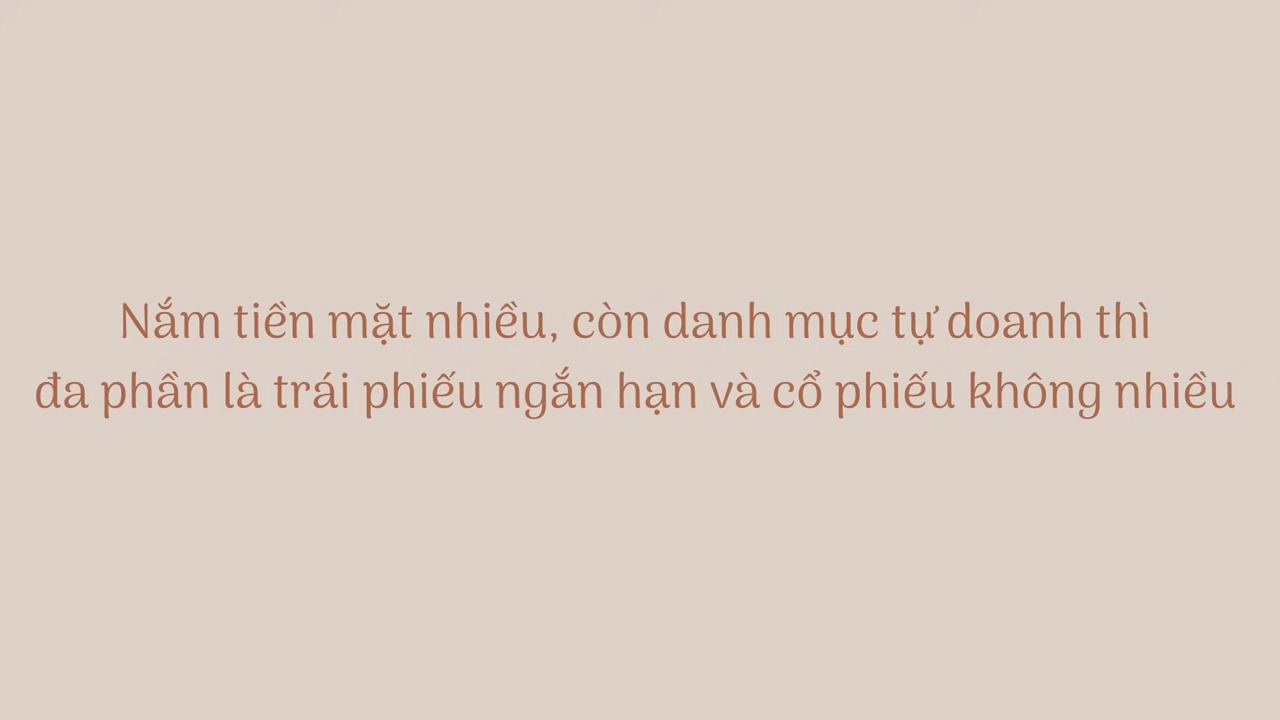 Nắm tiền mặt nhiều, còn danh mục tự doanh thì
đa phần là trái phiếu ngắn hạn và cổ phiếu không nhiều